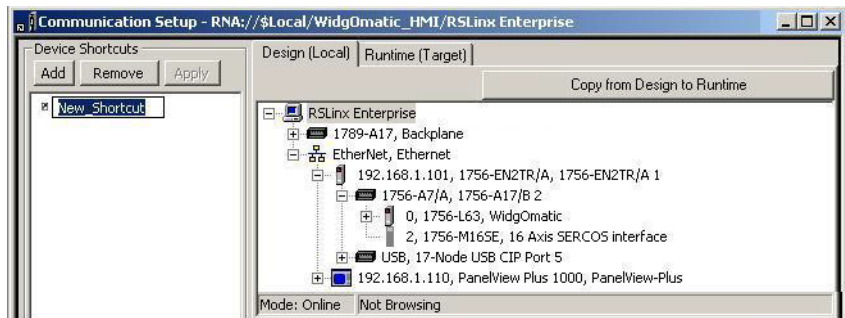 Communication Setup - RNA://$Local/WidgOmatic_HMI/RSLinx Enterprise
Device Shortcuts
Add Remove Apply
New_Shortcut
Design (Local) Runtime (Target)
Copy from Design to Runtime
RSLinx Enterprise
1789-A17, Backplane
EtherNet, Ethernet
192.168.1.101, 1756-EN2TR/A, 1756-EN2TR/A 1
1756-A7/A, 1756-A17/B 2
0, 1756-L63, WidgOmatic
2, 1756-M16SE, 16 Axis SERCOS interface
USB, 17-Node USB CIP Port 5
192.168.1.110, PanelView Plus 1000, PanelView-Plus
Mode: Online Not Browsing